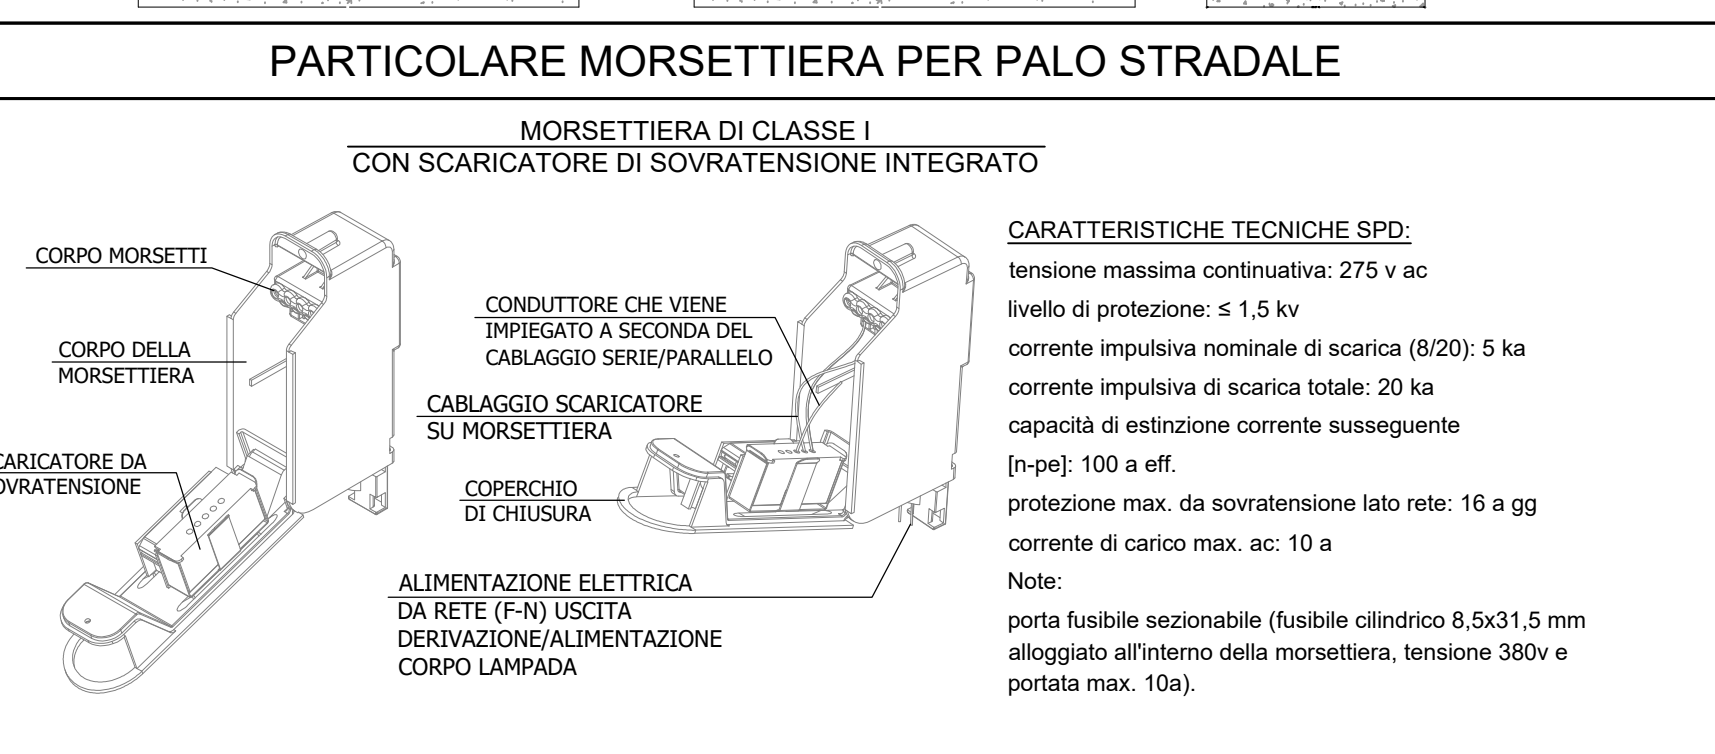 PARTICOLARE MORSETTIERA PER PALO STRADALE
MORSETTIERA DI CLASSE I
CON SCARICATORE DI SOVRATENSIONE INTEGRATO
CORPO MORSETTI
CORPO DELLA
MORSETTIERA
CARICATORE DA
OVRATENSIONE
CONDUTTORE CHE VIENE
IMPIEGATO A SECONDA DEL
CABLAGGIO SERIE/PARALLELO
CABLAGGIO SCARICATORE
SU MORSETTIERA
COPERCHIO
DI CHIUSURA
ALIMENTAZIONE ELETTRICA
DA RETE (F-N) USCITA
DERIVAZIONE/ALIMENTAZIONE
CORPO LAMPADA
CARATTERISTICHE TECNICHE SPD:
tensione massima continuativa: 275 v ac
livello di protezione: ≤ 1,5 kv
corrente impulsiva nominale di scarica (8/20): 5 ka
corrente impulsiva di scarica totale: 20 ka
capacità di estinzione corrente susseguente
[n-pe]: 100 a eff.
protezione max. da sovratensione lato rete: 16 a gg
corrente di carico max. ac: 10 a
Note:
porta fusibile sezionabile (fusibile cilindrico 8,5x31,5 mm
alloggiato all'interno della morsettiera, tensione 380v e
portata max. 10a).